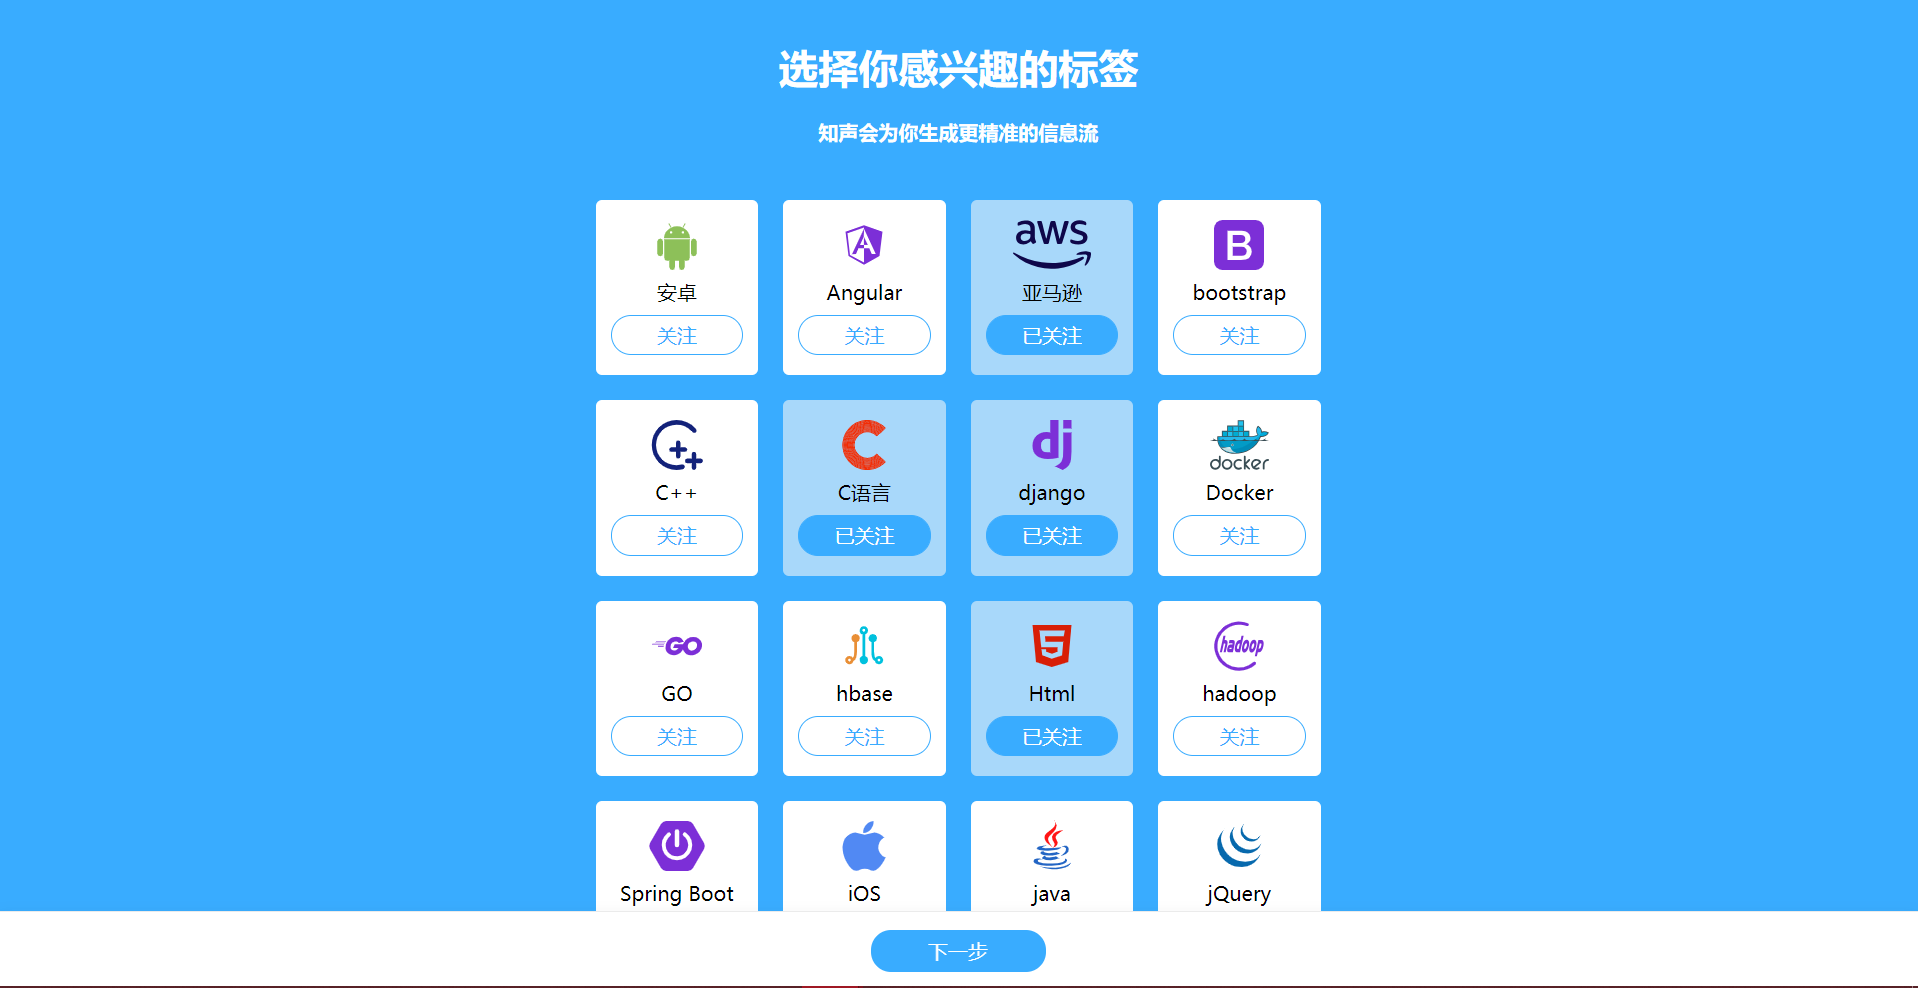 选择你感兴趣的标签
知声会为你生成更精准的信息流
aws
B
安卓 Angular 亚马逊 bootstrap
关注 关注 已关注 关注
dj
docker
C++ C语言 django Docker
关注 已关注 已关注 关注
GO
hadoop
GO hbase Html hadoop
关注 关注 已关注 关注
Spring Boot iOS java jQuery
下一步